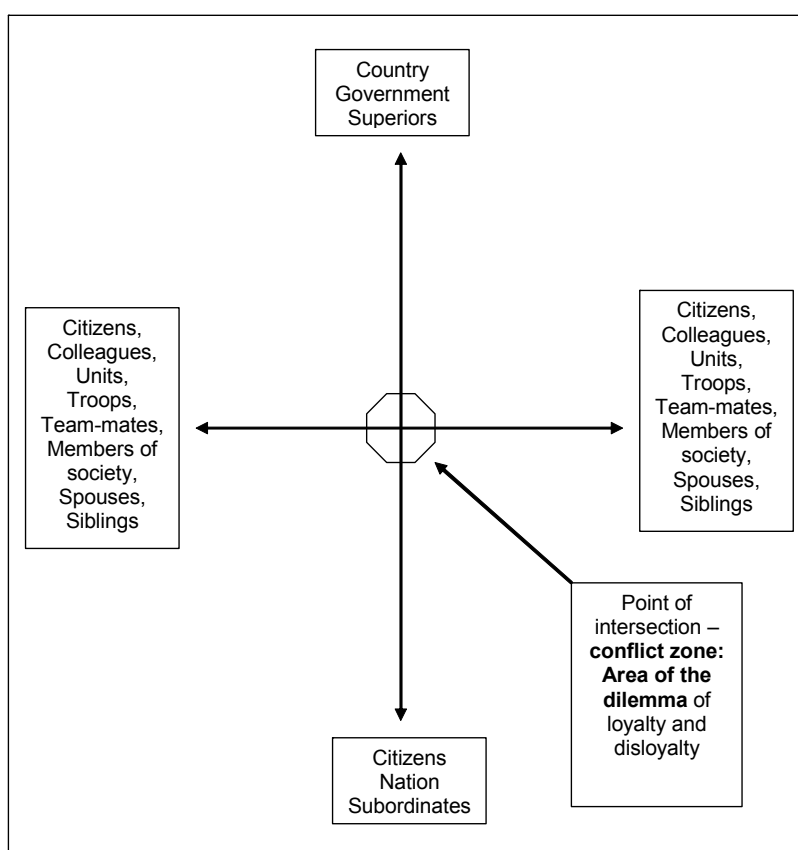 Country
Government
Superiors
Citizens,
Colleagues,
Units,
Troops,
Team-mates,
Members of
society,
Spouses,
Siblings
Citizens,
Colleagues,
Units,
Troops,
Team-mates,
Members of
society,
Spouses,
Siblings
Point of
intersection –
conflict zone:
Area of the
dilemma of
loyalty and
disloyalty
Citizens
Nation
Subordinates